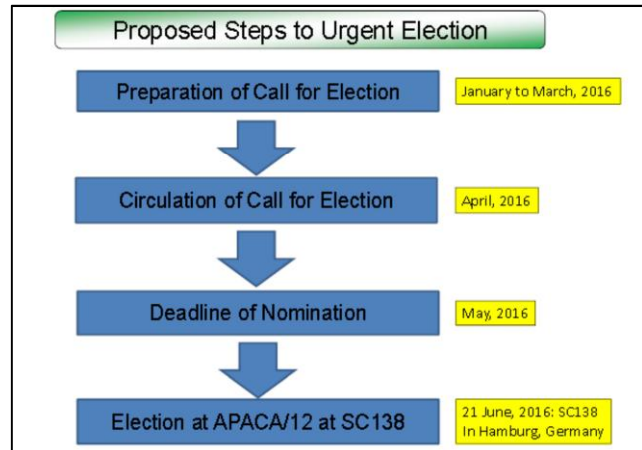 Proposed Steps to Urgent Election
Preparation of Call for Election
January to March, 2016
Circulation of Call for Election
April, 2016
Deadline of Nomination
May, 2016
Election at APACA/12 at SC138
21 June, 2016: SC138
In Hamburg, Germany